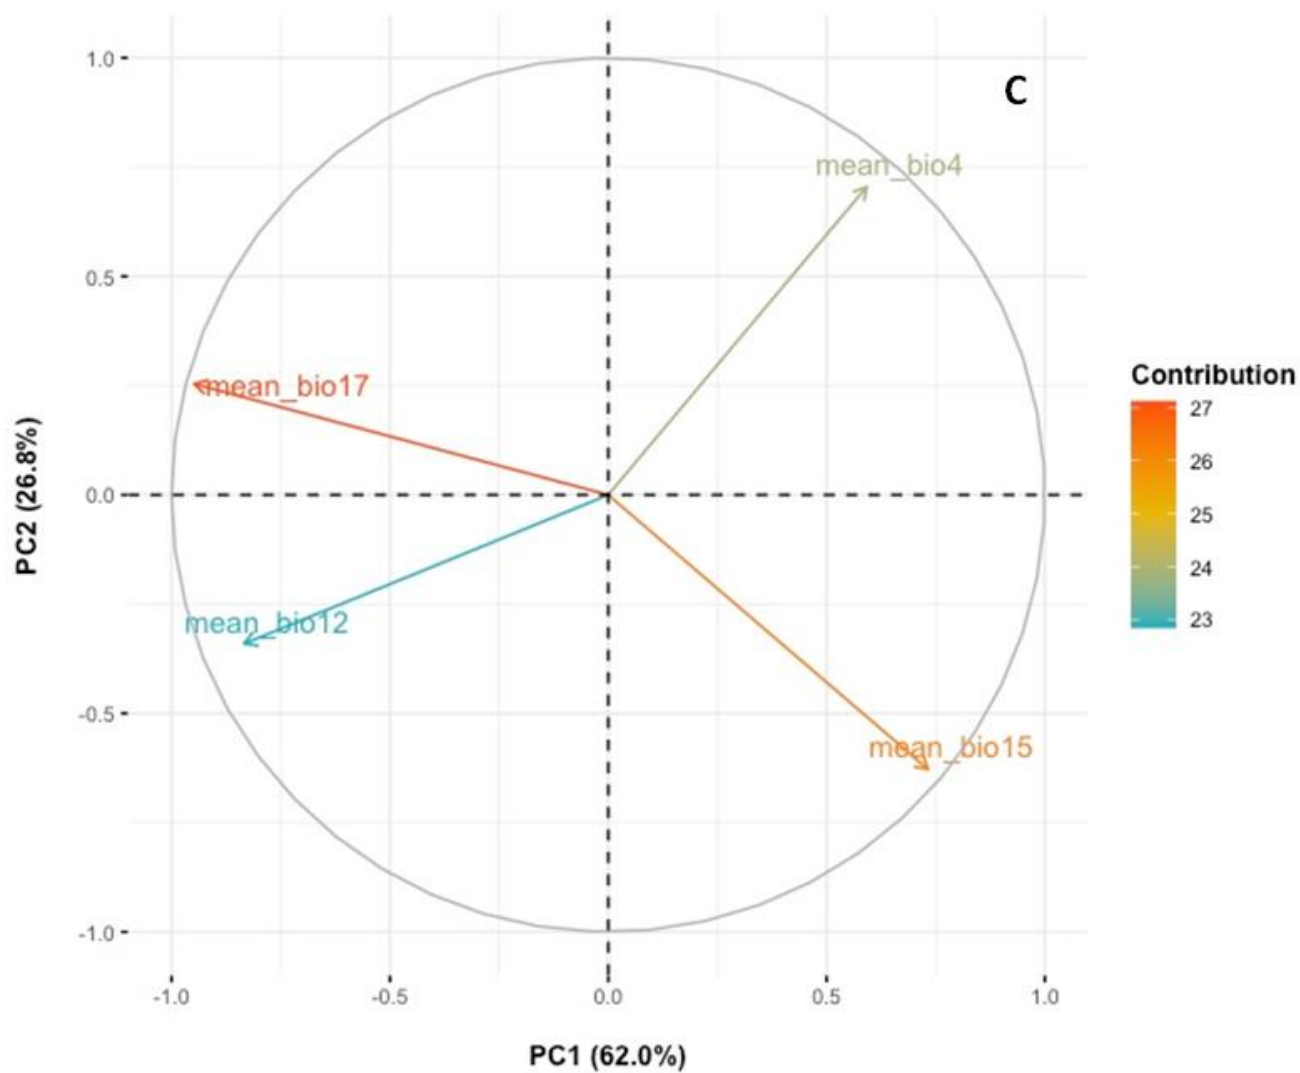 C
1.0
0.5
0.0
-0.5
-1.0
PC2 (26.8%)
mean_bio4
mean_bio17
mean_bio12
mean_bio15
-1.0
-0.5
0.0
0.5
1.0
PC1 (62.0%)
Contribution
27
26
25
24
23